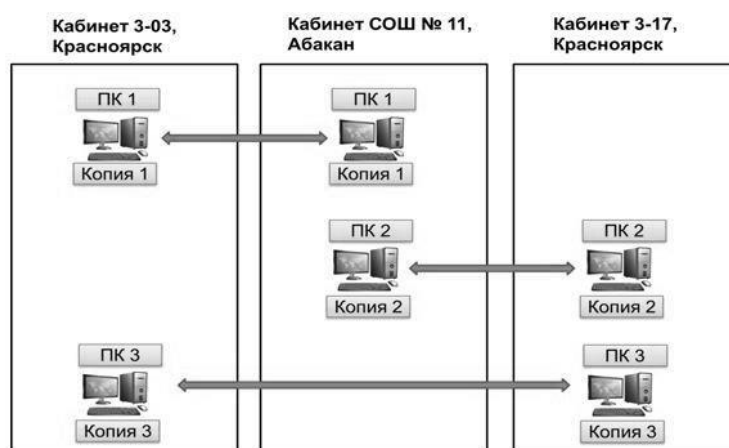 Кабинет 3-03,
Красноярск
Кабинет СОШ № 11,
Абакан
Кабинет 3-17,
Красноярск
ПК 1
ПК 1
Копия 1
Копия 1
ПК 2
ПК 2
Копия 2
Копия 2
ПК 3
ПК 3
Копия 3
Копия 3